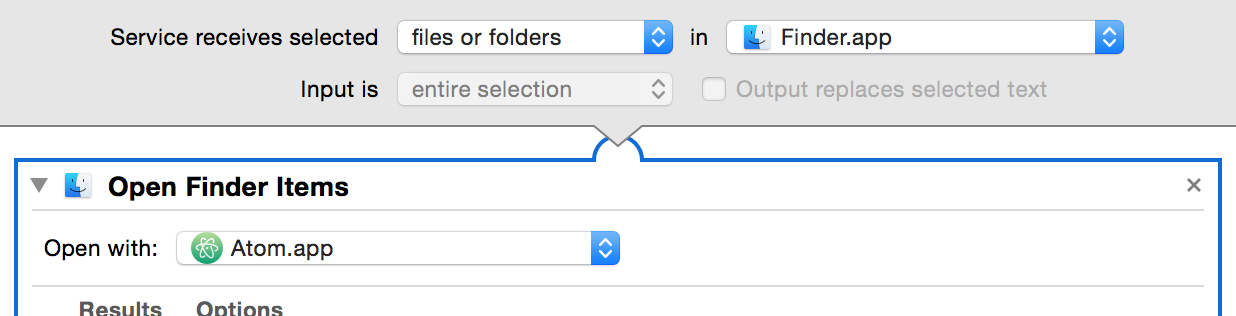 Service receives selected files or folders in Finder.app
Input is entire selection Output replaces selected text
Open Finder Items
Open with: Atom.app
Results Options